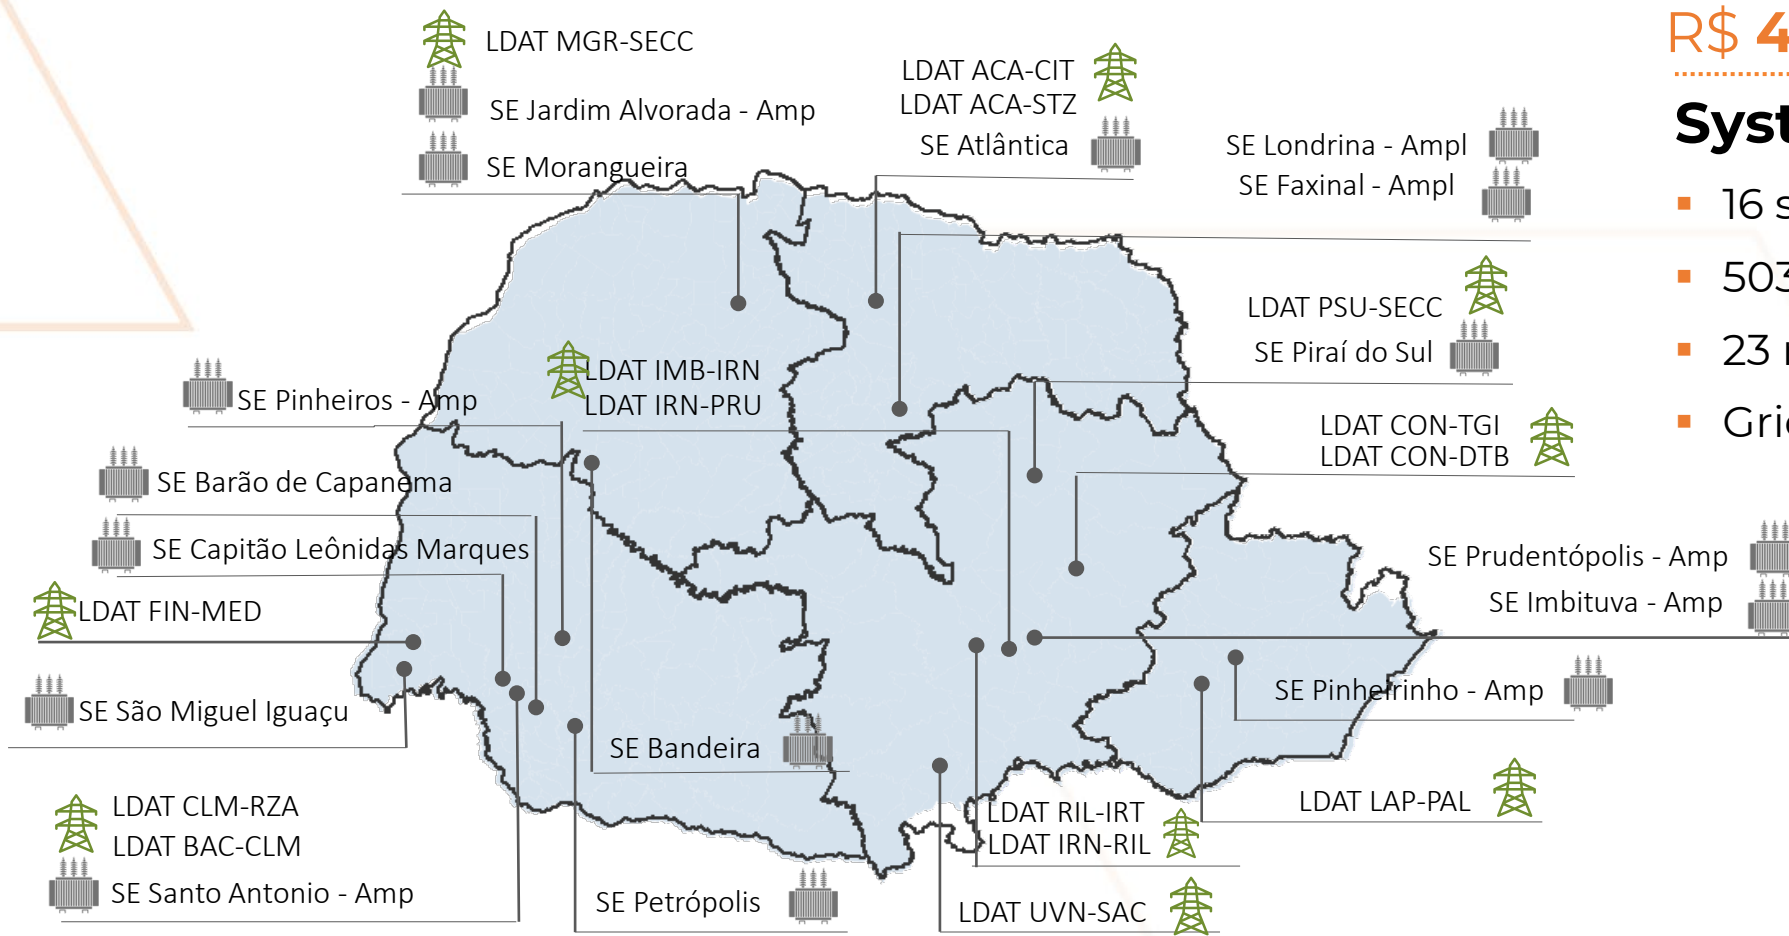 LDAT MGR-SECC
SE Jardim Alvorada - Amp
SE Morangueira
LDAT ACA-CIT
LDAT ACA-STZ
SE Atlântica
SE Londrina - Ampl
SE Faxinal - Ampl
LDAT PSU-SECC
SE Piraí do Sul
LDAT IMB-IRN
LDAT IRN-PRU
SE Pinheiros - Amp
LDAT CON-TGI
LDAT CON-DTB
SE Barão de Capanema
SE Capitão Leônidas Marques
SE Prudentópolis - Amp
SE Imbituva - Amp
LDAT FIN-MED
SE São Miguel Iguaçu
SE Pinheirinho - Amp
SE Bandeira
LDAT CLM-RZA
LDAT BAC-CLM
SE Santo Antonio - Amp
LDAT RIL-IRT
LDAT IRN-RIL
LDAT LAP-PAL
SE Petrópolis
LDAT UVN-SAC
R$ 4
Syst
16 s
503
23
Gri